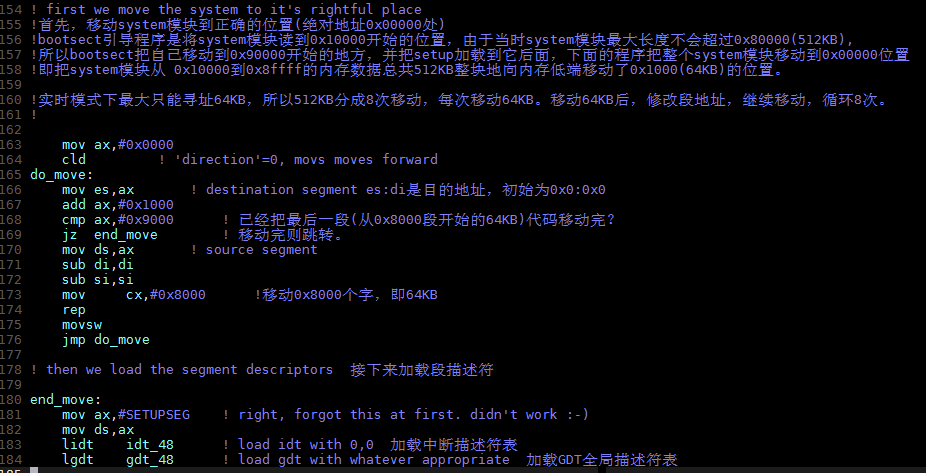 154 ! first we move the system to it's rightful place
155 !首先，移动system模块到正确的位置(绝对地址0x00000处)
156 !bootsect引导程序是将system模块读到0x10000开始的位置，由于当时system模块最大长度不会超过0x80000(512KB)，
157 !所以bootsect把自己移动到0x90000开始的地方，并把setup加载到它后面，下面的程序把整个system模块移动到0x00000位置
158 !即把system模块从 0x10000到0x8ffff的内存数据总共512KB整块地向内存低端移动了0x1000(64KB)的位置。
159
160 !实时模式下最大只能寻址64KB，所以512KB分成8次移动，每次移动64KB。移动64KB后，修改段地址，继续移动，循环8次。
161 !
162
163     mov ax,#0x0000
164     cld         ! 'direction'=0, movs moves forward
165 do_move:
166     mov es,ax       ! destination segment es:di是目的地址，初始为0x0:0x0
167     add ax,#0x1000
168     cmp ax,#0x9000      ! 已经把最后一段(从0x8000段开始的64KB)代码移动完?
169     jz  end_move        ! 移动完则跳转。
170     mov ds,ax       ! source segment
171     sub di,di
172     sub si,si
173     mov     cx,#0x8000      !移动0x8000个字，即64KB
174     rep
175     movsw
176     jmp do_move
177
178 ! then we load the segment descriptors  接下来加载段描述符
179
180 end_move:
181     mov ax,#SETUPSEG    ! right, forgot this at first. didn't work :-)
182     mov ds,ax
183     lidt    idt_48      ! load idt with 0,0  加载中断描述符表
184     lgdt    gdt_48      ! load gdt with whatever appropriate  加载GDT全局描述符表